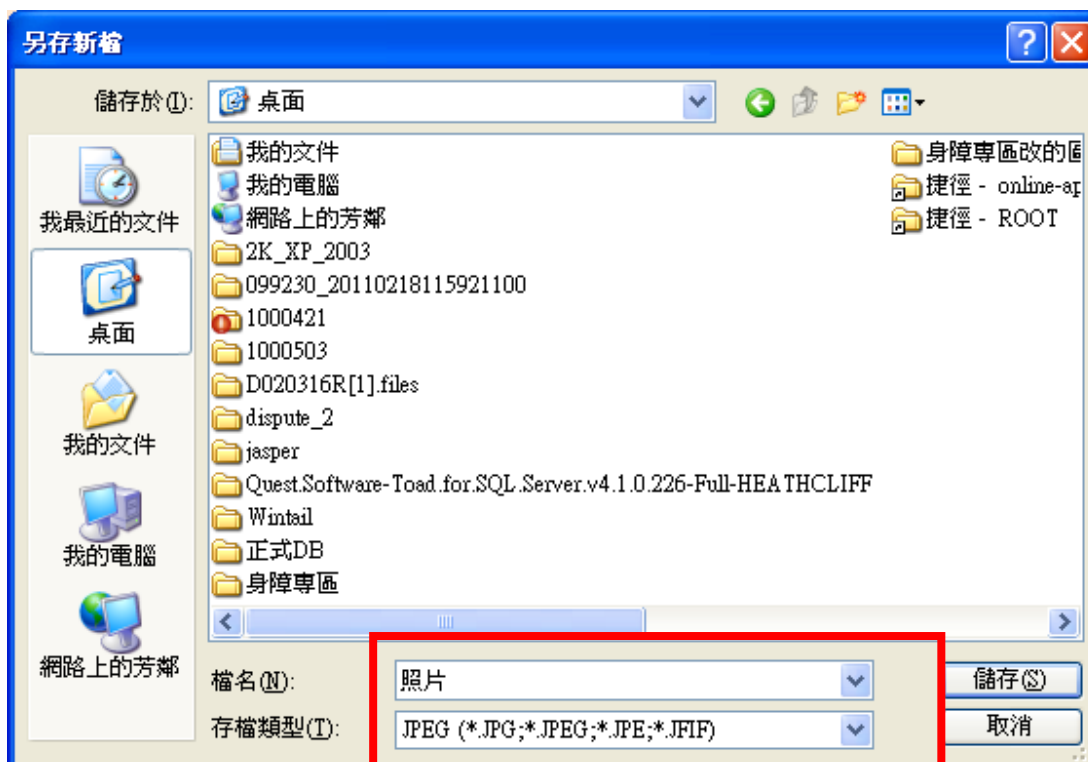 另存新檔
儲存於(I):
桌面
我最近的文件
桌面
我的文件
我的電腦
網路上的芳鄰
我的文件
我的電腦
網路上的芳鄰
2K_XP_2003
099230_20110218115921100
1000421
1000503
D020316R[1].files
dispute_2
jasper
Quest.Software-Toad.for.SQL.Server.v4.1.0.226-Full-HEATHCLIFF
Wintail
正式DB
身障專區
身障專區改的
捷徑 - online-ap
捷徑 - ROOT
檔名(N):
照片
儲存(S)
存檔類型(T):
JPEG (*.JPG;*.JPEG;*.JPE;*.JFIF)
取消